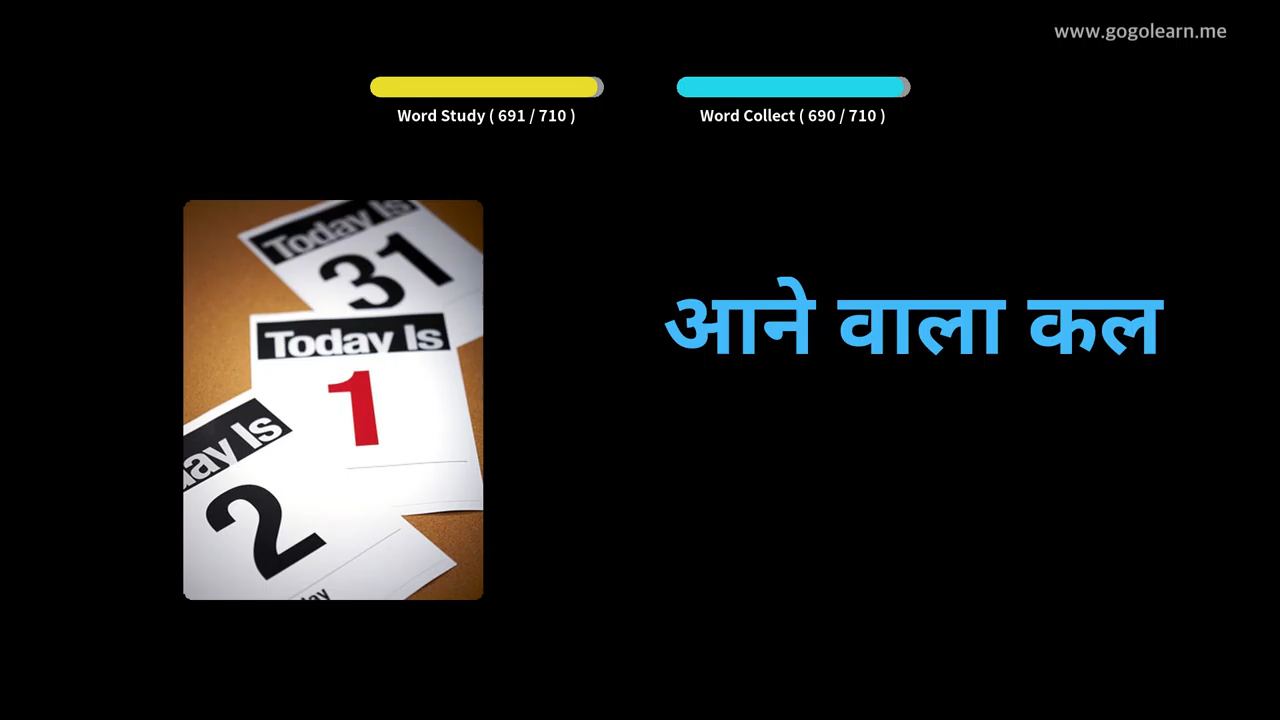 www.gogolearn.me
Word Study ( 691 / 710 )
Word Collect ( 690 / 710 )
Today Is
31
Today Is
1
ay Is
2
आने वाला कल